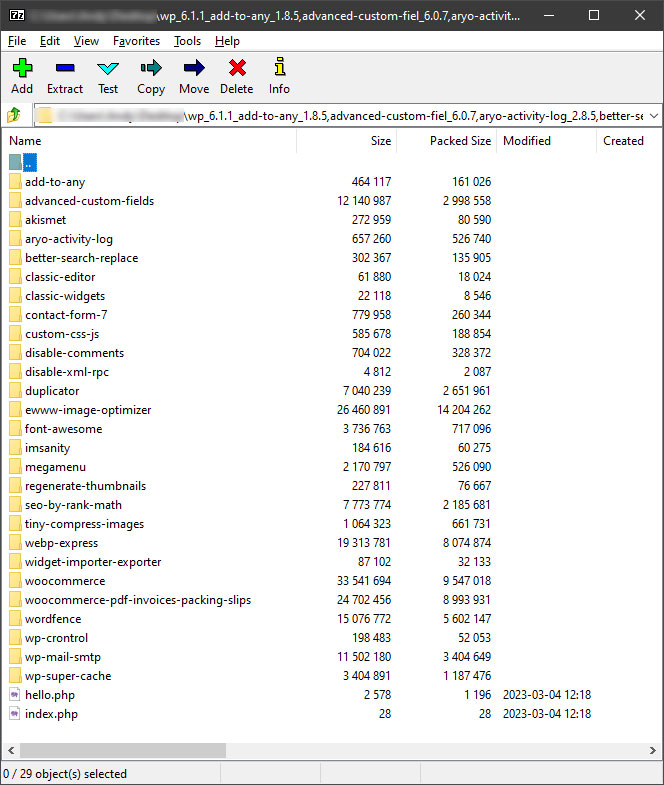 7z \wp_6.1.1_add-to-any_1.8.5,advanced-custom-fiel_6.0.7,aryo-activit...
File Edit View Favorites Tools Help
Add Extract Test Copy Move Delete Info
\wp_6.1.1_add-to-any_1.8.5,advanced-custom-fiel_6.0.7,aryo-activity-log_2.8.5,better-se
Name Size Packed Size Modified Created
..
add-to-any 464 117 161 026
advanced-custom-fields 12 140 987 2 998 558
akismet 272 959 80 590
aryo-activity-log 657 260 526 740
better-search-replace 302 367 135 905
classic-editor 61 880 18 024
classic-widgets 22 118 8 546
contact-form-7 779 958 260 344
custom-css-js 585 678 188 854
disable-comments 704 022 328 372
disable-xml-rpc 4 812 2 087
duplicator 7 040 239 2 651 961
ewww-image-optimizer 26 460 891 14 204 262
font-awesome 3 736 763 717 096
imsanity 184 616 60 275
megamenu 2 170 797 526 090
regenerate-thumbnails 227 811 76 667
seo-by-rank-math 7 773 774 2 185 681
tiny-compress-images 1 064 323 661 731
webp-express 19 313 781 8 074 874
widget-importer-exporter 87 102 32 133
woocommerce 33 541 694 9 547 018
woocommerce-pdf-invoices-packing-slips 24 702 456 8 993 931
wordfence 15 076 772 5 602 147
wp-crontrol 198 483 52 053
wp-mail-smtp 11 502 180 3 404 649
wp-super-cache 3 404 891 1 187 476
hello.php 2 578 1 196 2023-03-04 12:18
index.php 28 28 2023-03-04 12:18
0 / 29 object(s) selected